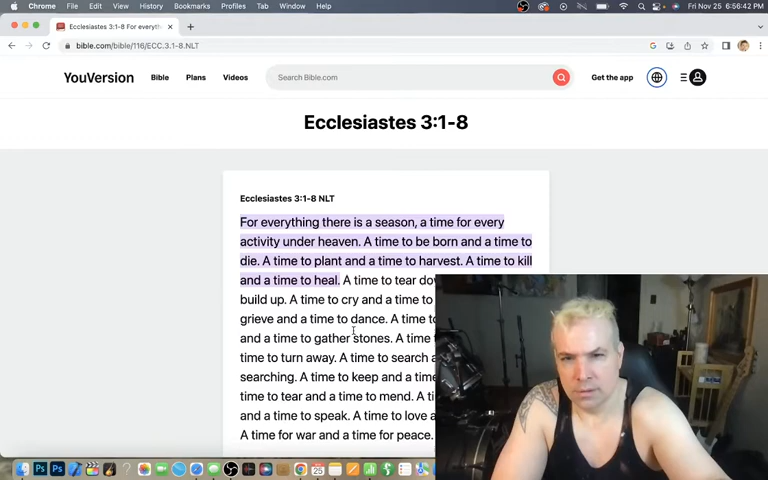 Chrome File Edit View History Bookmarks Profiles Tab Window Help Fri Nov 25 6:56:42 PM
Ecclesiastes 3:1-8 For everyth
bible.com/bible/116/ECC.3.1-8.NLT
YouVersion Bible Plans Videos Search Bible.com Get the app
Ecclesiastes 3:1-8
Ecclesiastes 3:1-8 NLT
For everything there is a season, a time for every
activity under heaven. A time to be born and a time to
die. A time to plant and a time to harvest. A time to kill
and a time to heal. A time to tear do
build up. A time to cry and a time to
grieve and a time to dance. A time
and a time to gather stones. A time
time to turn away. A time to search
searching. A time to keep and a time
time to tear and a time to mend. A
and a time to speak. A time to love
A time for war and a time for peace.